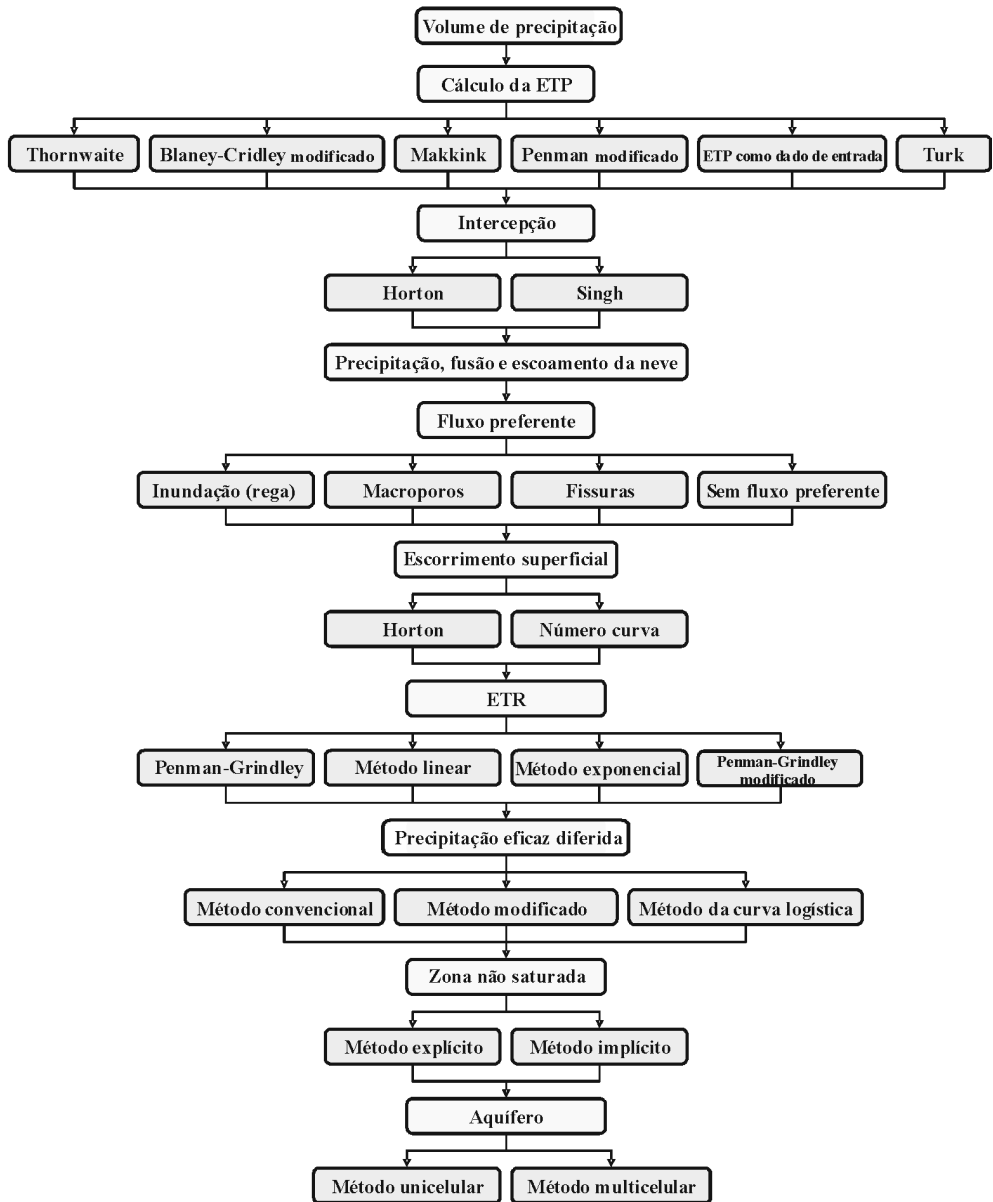 Volume de precipitação
Cálculo da ETP
Thornwaite
Blaney-Cridley modificado
Makkink
Penman modificado
ETP como dado de entrada
Turk
Intercepção
Horton
Singh
Precipitação, fusão e escoamento da neve
Fluxo preferente
Inundação (rega)
Macroporos
Fissuras
Sem fluxo preferente
Escorrimento superficial
Horton
Número curva
ETR
Penman-Grindley
Método linear
Método exponencial
Penman-Grindley
modificado
Precipitação eficaz diferida
Método convencional
Método modificado
Método da curva logística
Zona não saturada
Método explícito
Método implícito
Aquífero
Método unicelular
Método multicelular